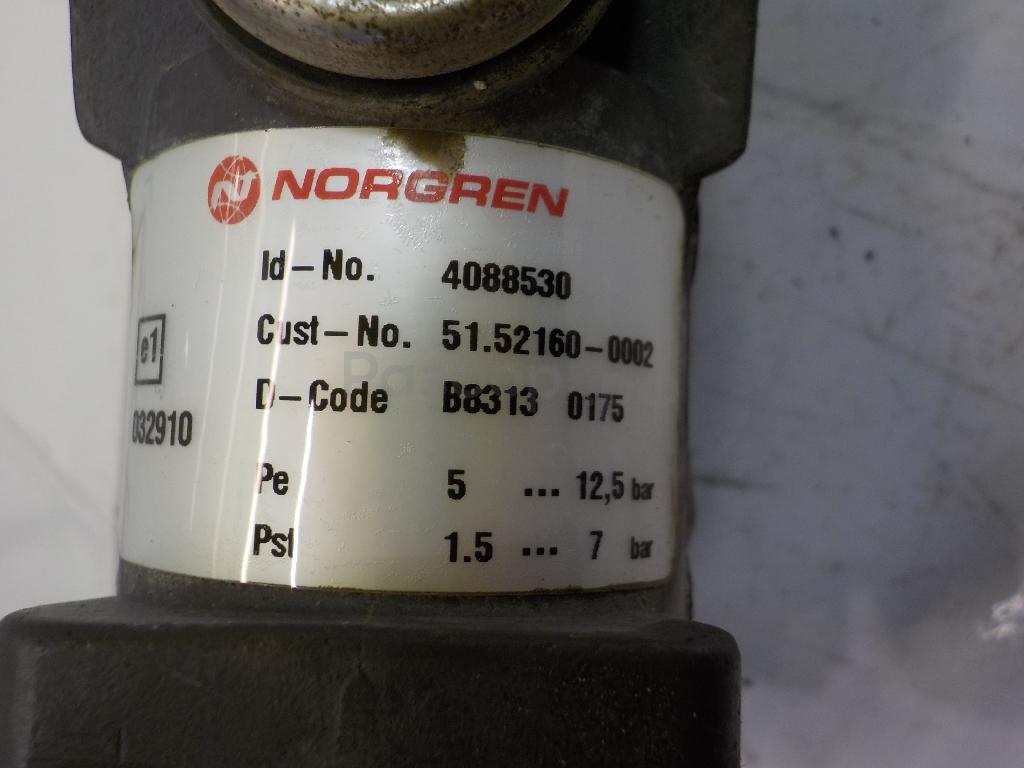 NORGREN
Id-No. 4088530
Cust-No. 51.52160-0002
e1
D-Code B8313 0175
032910
Pe 5 ... 12,5 bar
Pst 1.5 ... 7 bar